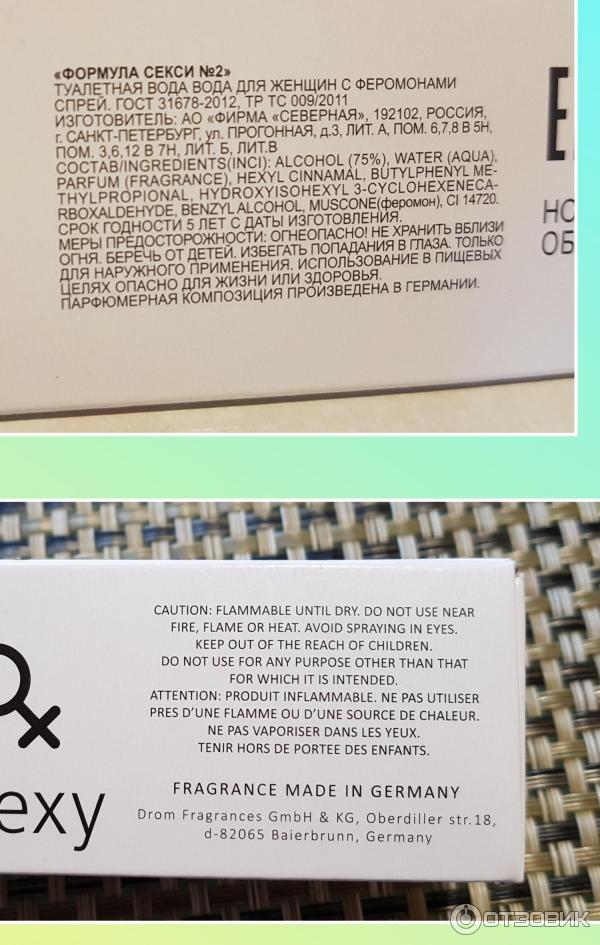 «ФОРМУЛА СЕКСИ №2»
ТУАЛЕТНАЯ ВОДА ВОДА ДЛЯ ЖЕНЩИН С ФЕРОМОНАМИ
СПРЕЙ. ГОСТ 31678-2012, ТР ТС 009/2011
ИЗГОТОВИТЕЛЬ: АО «ФИРМА «СЕВЕРНАЯ», 192102, РОССИЯ,
г. САНКТ-ПЕТЕРБУРГ, ул. ПРОГОННАЯ, д.3, ЛИТ. А, ПОМ. 6,7,8 В 5Н,
ПОМ. 3,6,12 В 7Н, ЛИТ. Б, ЛИТ.В
СОСТАВ/INGREDIENTS(INCI): ALCOHOL (75%), WATER (AQUA),
PARFUM (FRAGRANCE), HEXYL CINNAMAL, BUTYLPHENYL ME-
THYLPROPIONAL, HYDROXYISOHEXYL 3-CYCLOHEXENECA-
RBOXALDEHYDE, BENZYL ALCOHOL, MUSCONE(феромон), CI 14720.
СРОК ГОДНОСТИ 5 ЛЕТ С ДАТЫ ИЗГОТОВЛЕНИЯ.
МЕРЫ ПРЕДОСТОРОЖНОСТИ: ОГНЕОПАСНО! НЕ ХРАНИТЬ ВБЛИЗИ
ОГНЯ. БЕРЕЧЬ ОТ ДЕТЕЙ. ИЗБЕГАТЬ ПОПАДАНИЯ В ГЛАЗА. ТОЛЬКО
ДЛЯ НАРУЖНОГО ПРИМЕНЕНИЯ. ИСПОЛЬЗОВАНИЕ В ПИЩЕВЫХ
ЦЕЛЯХ ОПАСНО ДЛЯ ЖИЗНИ ИЛИ ЗДОРОВЬЯ.
ПАРФЮМЕРНАЯ КОМПОЗИЦИЯ ПРОИЗВЕДЕНА В ГЕРМАНИИ.
НО
ОБ
CAUTION: FLAMMABLE UNTIL DRY. DO NOT USE NEAR
FIRE, FLAME OR HEAT. AVOID SPRAYING IN EYES.
KEEP OUT OF THE REACH OF CHILDREN.
DO NOT USE FOR ANY PURPOSE OTHER THAN THAT
FOR WHICH IT IS INTENDED.
ATTENTION: PRODUIT INFLAMMABLE. NE PAS UTILISER
PRES D'UNE FLAMME OU D'UNE SOURCE DE CHALEUR.
NE PAS VAPORISER DANS LES YEUX.
TENIR HORS DE PORTEE DES ENFANTS.
exy
FRAGRANCE MADE IN GERMANY
Drom Fragrances GmbH & KG, Oberdiller str.18,
d-82065 Baierbrunn, Germany
ОТЗОВИК